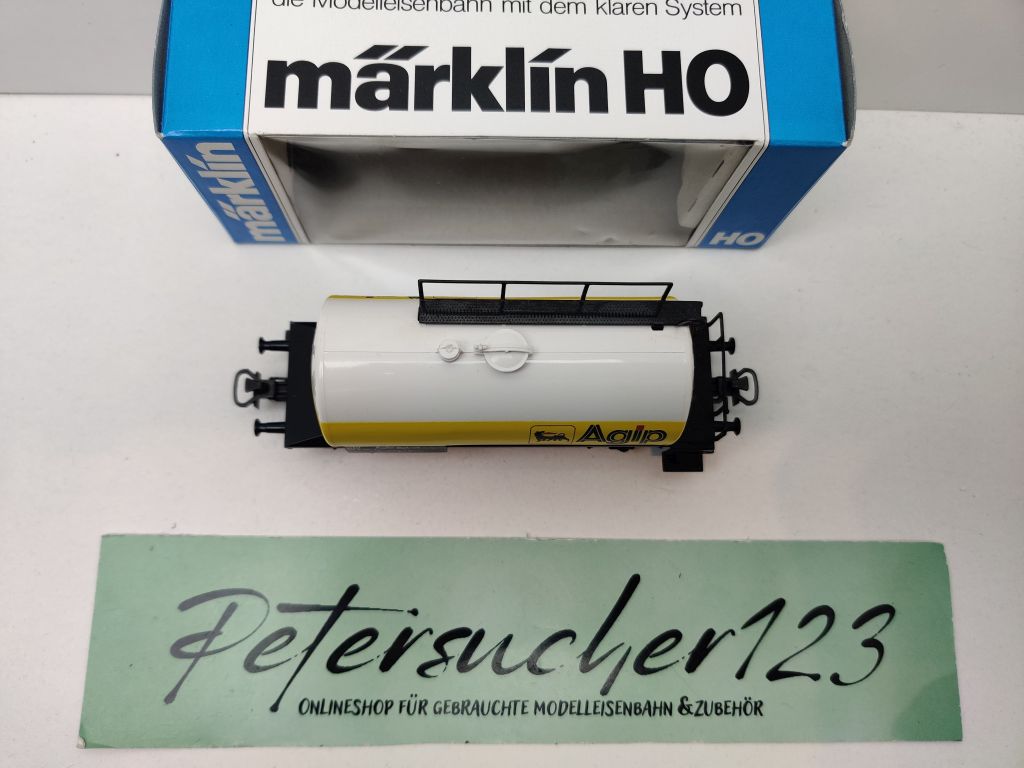 die Modelleisenbahn mit dem klaren System
märklin HO
märklin
HO
Agip
Petersucher123
ONLINESHOP FÜR GEBRAUCHTE MODELLEISENBAHN & ZUBEHÖR